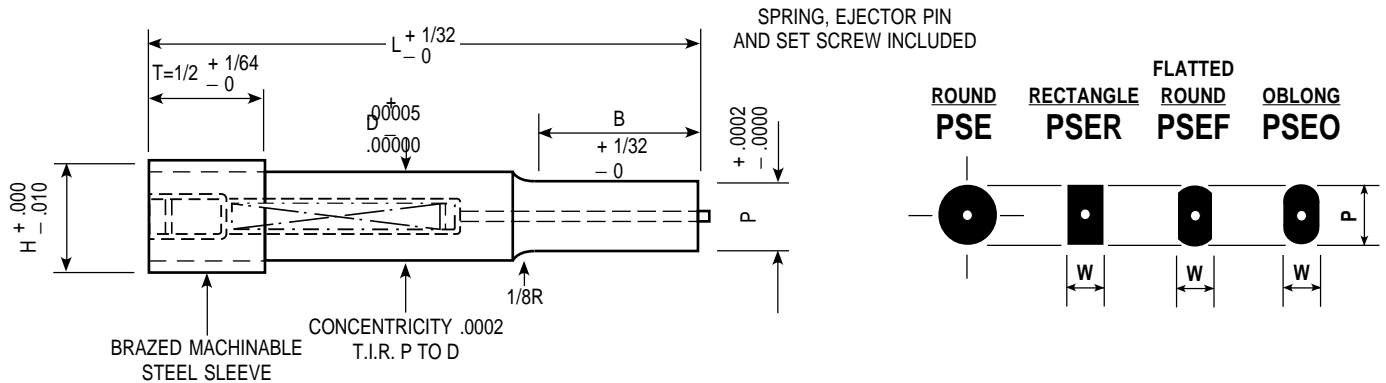 SPRING, EJECTOR PIN
AND SET SCREW INCLUDED
L + 1/32
– 0
T=1/2 + 1/64
– 0
D + .00005
– .00000
B
+ 1/32
– 0
+ .0002
– .0000
P
H + .000
– .010
1/8R
CONCENTRICITY .0002
T.I.R. P TO D
BRAZED MACHINABLE
STEEL SLEEVE
ROUND
PSE
RECTANGLE
PSER
FLATTED
ROUND
PSEF
OBLONG
PSEO
P
W
W
W